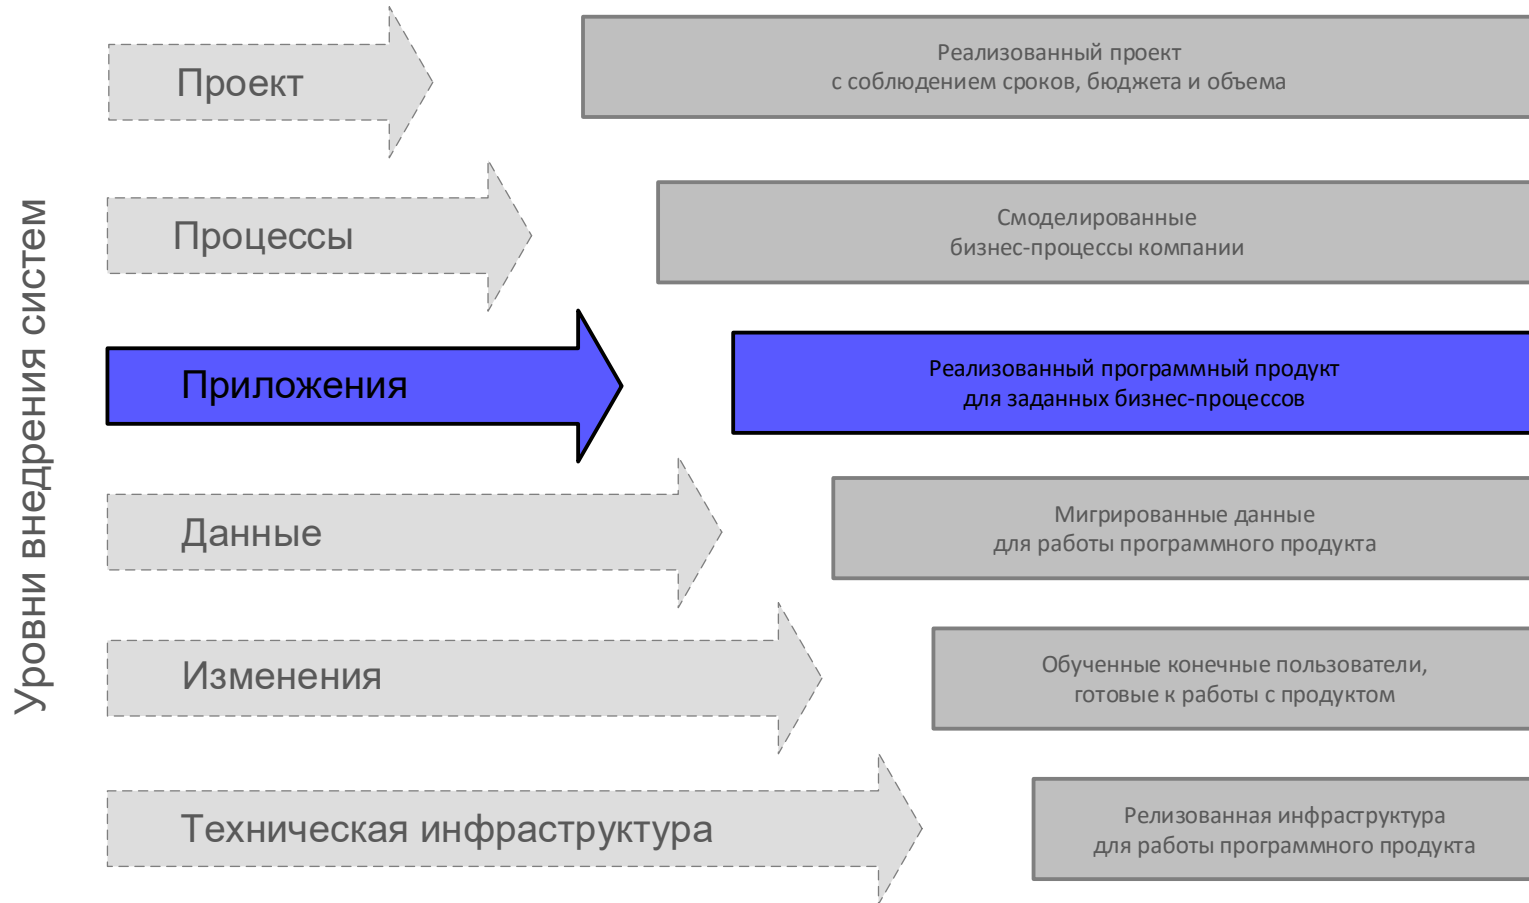 Уровни внедрения систем
Проект
Реализованный проект
с соблюдением сроков, бюджета и объема
Процессы
Смоделированные
бизнес-процессы компании
Приложения
Реализованный программный продукт
для заданных бизнес-процессов
Данные
Мигрированные данные
для работы программного продукта
Изменения
Обученные конечные пользователи,
готовые к работы с продуктом
Техническая инфраструктура
Релизованная инфраструктура
для работы программного продукта